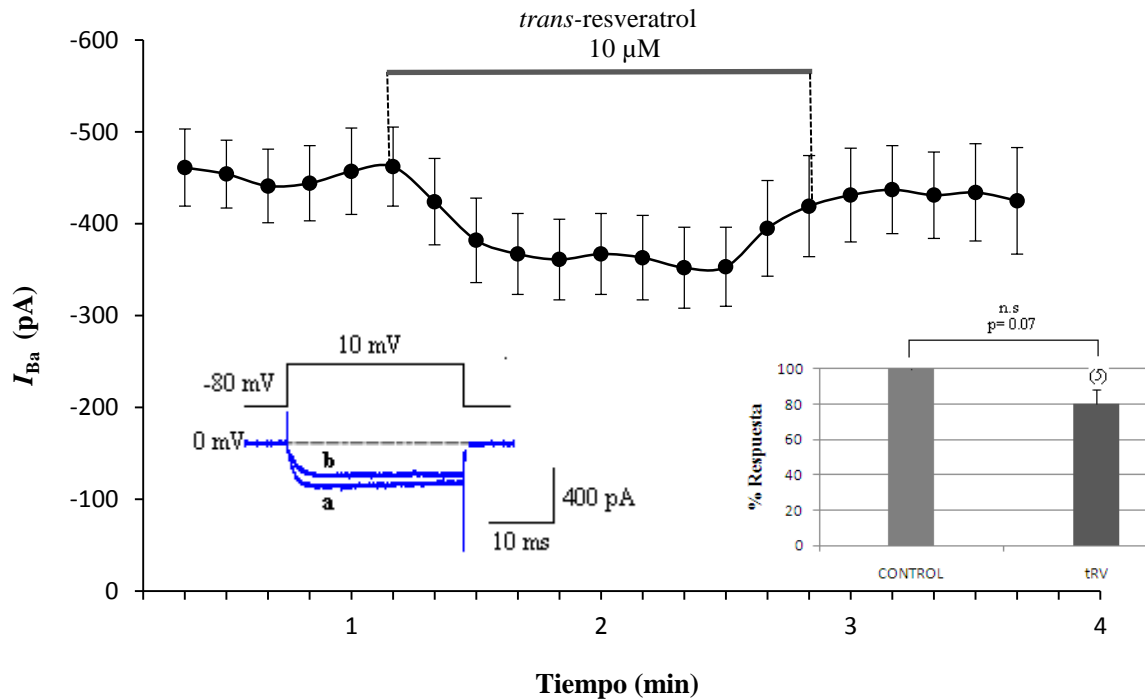 trans-resveratrol
10 µM
-600
-500
-400
-300
-200
-100
0
I_Ba (pA)
1
2
3
4
Tiempo (min)
10 mV
-80 mV
0 mV
b
a
400 pA
10 ms
n.s
p= 0.07
(5)
100
80
60
40
20
0
% Respuesta
CONTROL
tRV